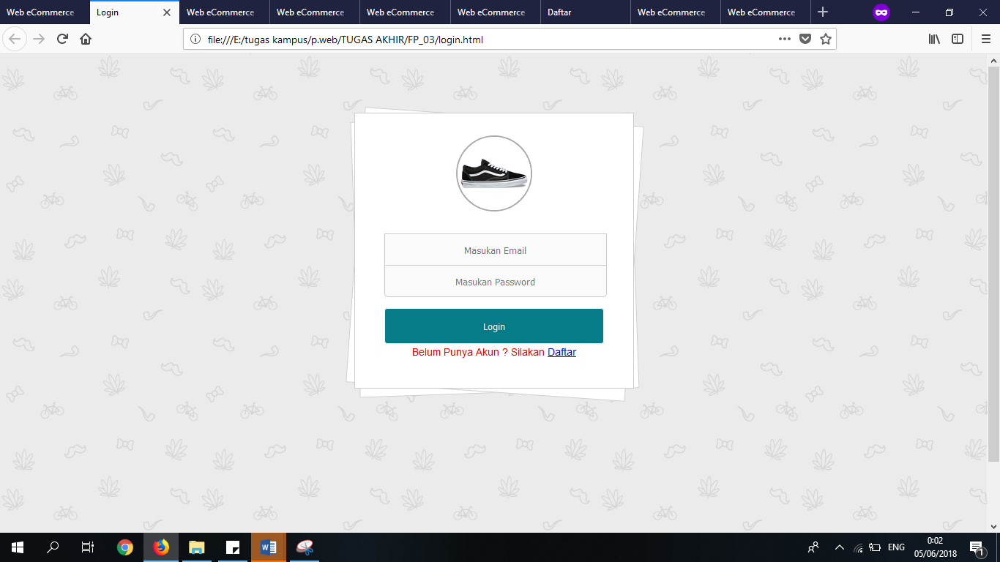 Web eCommerce
Login
Web eCommerce
Web eCommerce
Web eCommerce
Web eCommerce
Daftar
Web eCommerce
Web eCommerce
file:///E:/tugas kampus/p.web/TUGAS AKHIR/FP_03/login.html
Masukan Email
Masukan Password
Login
Belum Punya Akun ? Silakan Daftar
ENG
0:02
05/06/2018
1